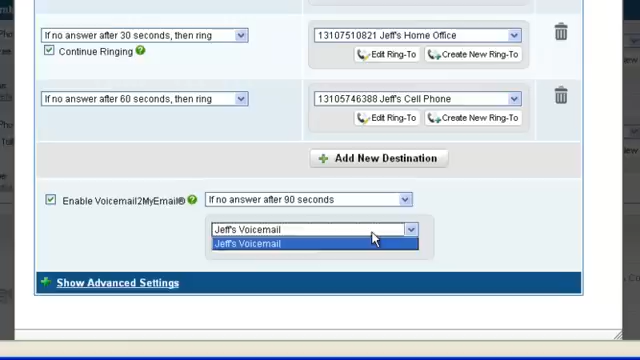 If no answer after 30 seconds, then ring
13107510821 Jeff's Home Office
Continue Ringing
Edit Ring-To
Create New Ring-To
If no answer after 60 seconds, then ring
13105746388 Jeff's Cell Phone
Edit Ring-To
Create New Ring-To
Add New Destination
Enable Voicemail2MyEmail®
If no answer after 90 seconds
Jeff's Voicemail
Jeff's Voicemail
Show Advanced Settings